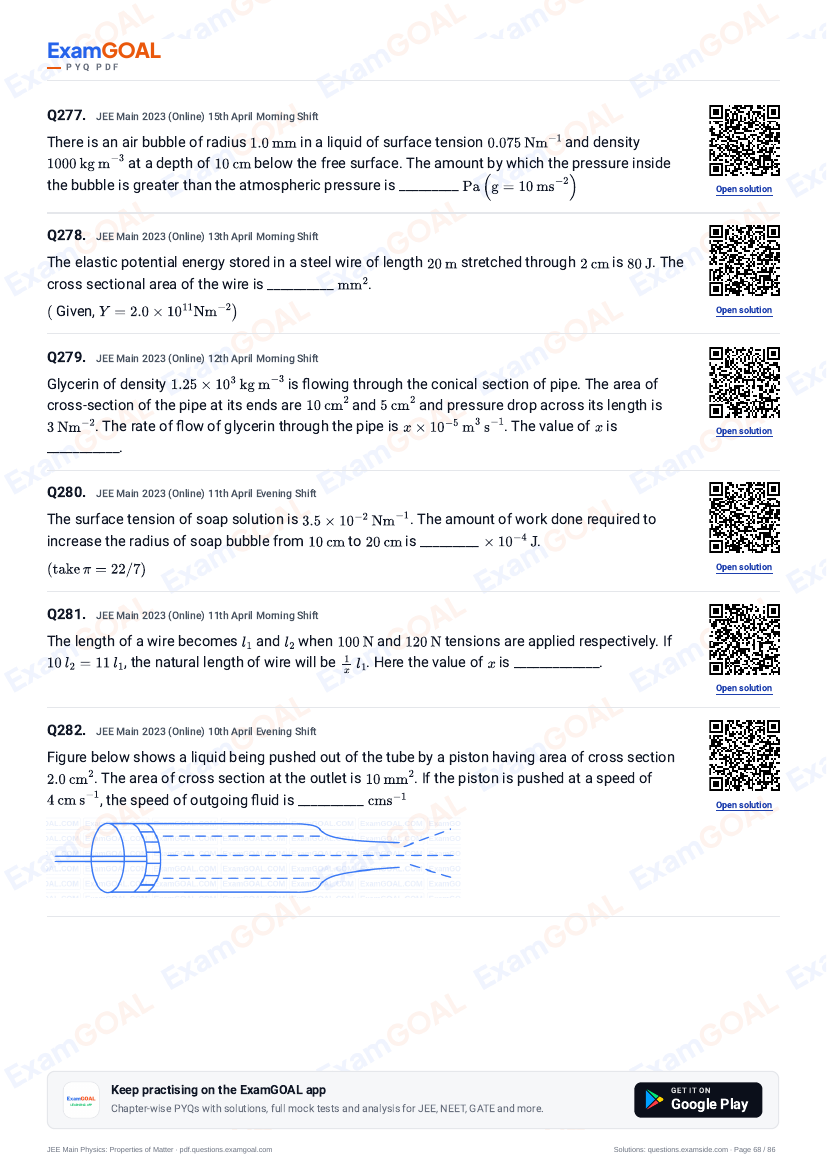 ExamGOAL
PYQ PDF
Q277. JEE Main 2023 (Online) 15th April Morning Shift
There is an air bubble of radius 1.0 mm in a liquid of surface tension 0.075 Nm⁻¹ and density
1000 kg m⁻³ at a depth of 10 cm below the free surface. The amount by which the pressure inside
the bubble is greater than the atmospheric pressure is _________ Pa (g = 10 ms⁻²)
Open solution
Q278. JEE Main 2023 (Online) 13th April Morning Shift
The elastic potential energy stored in a steel wire of length 20 m stretched through 2 cm is 80 J. The
cross sectional area of the wire is __________ mm².
( Given, Y = 2.0 × 10¹¹Nm⁻²)
Open solution
Q279. JEE Main 2023 (Online) 12th April Morning Shift
Glycerin of density 1.25 × 10³ kg m⁻³ is flowing through the conical section of pipe. The area of
cross-section of the pipe at its ends are 10 cm² and 5 cm² and pressure drop across its length is
3 Nm⁻². The rate of flow of glycerin through the pipe is x × 10⁻⁵ m³ s⁻¹. The value of x is
___________.
Open solution
Q280. JEE Main 2023 (Online) 11th April Evening Shift
The surface tension of soap solution is 3.5 × 10⁻² Nm⁻¹. The amount of work done required to
increase the radius of soap bubble from 10 cm to 20 cm is _________ × 10⁻⁴ J.
(take π = 22/7)
Open solution
Q281. JEE Main 2023 (Online) 11th April Morning Shift
The length of a wire becomes l₁ and l₂ when 100 N and 120 N tensions are applied respectively. If
10 l₂ = 11 l₁, the natural length of wire will be 1/x l₁. Here the value of x is _____________.
Open solution
Q282. JEE Main 2023 (Online) 10th April Evening Shift
Figure below shows a liquid being pushed out of the tube by a piston having area of cross section
2.0 cm². The area of cross section at the outlet is 10 mm². If the piston is pushed at a speed of
4 cm s⁻¹, the speed of outgoing fluid is __________ cms⁻¹
Open solution
Keep practising on the ExamGOAL app
Chapter-wise PYQs with solutions, full mock tests and analysis for JEE, NEET, GATE and more.
ExamGOAL
GET IT ON
Google Play
JEE Main Physics: Properties of Matter · pdf.questions.examgoal.com
Solutions: questions.examside.com · Page 68 / 86